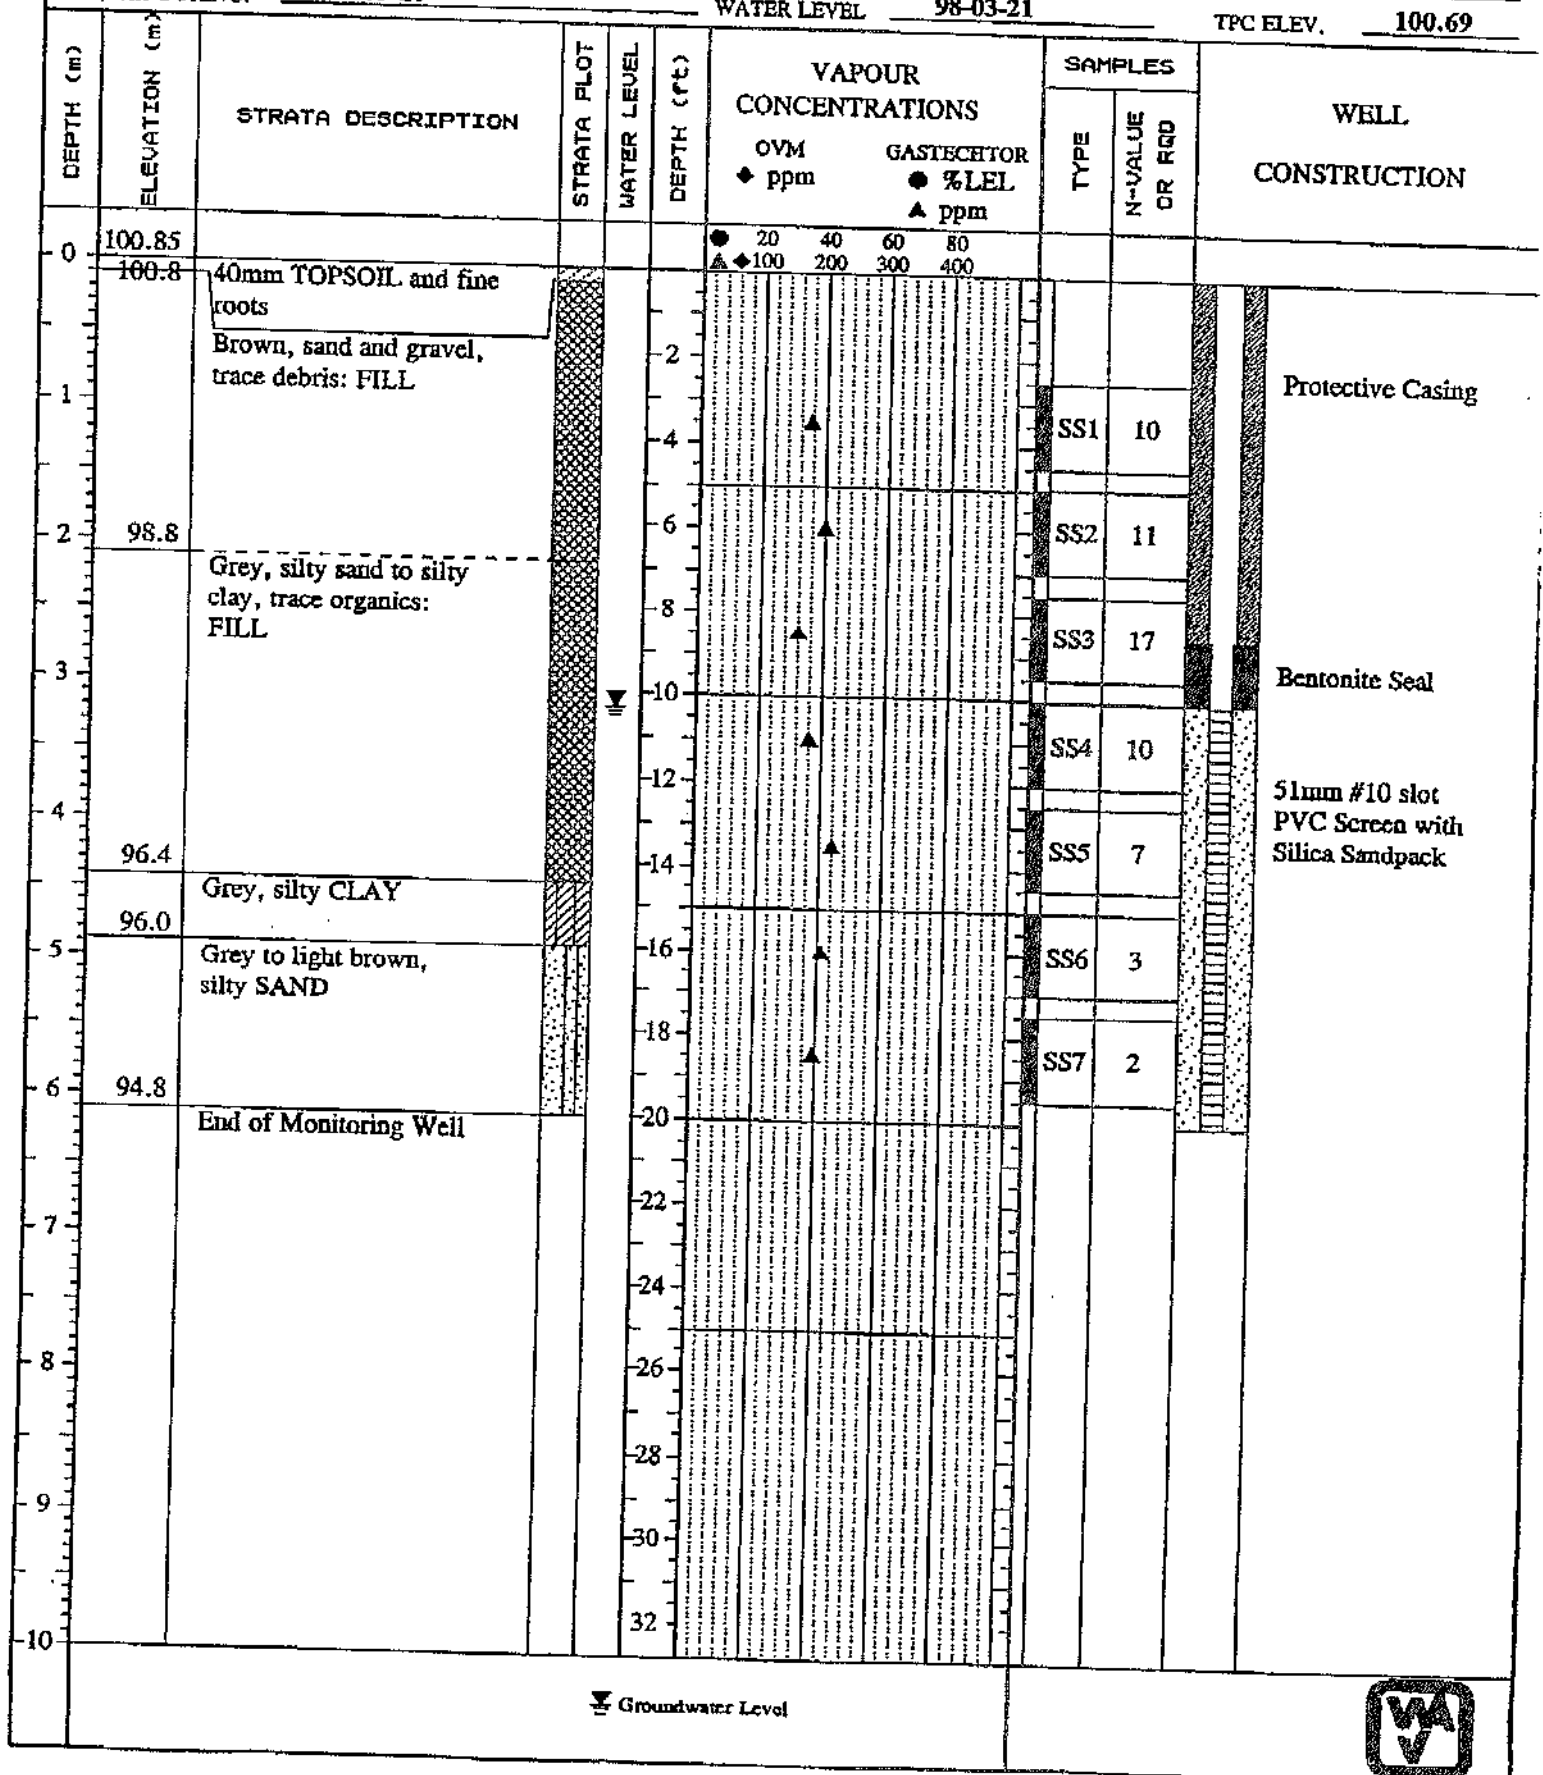 WATER LEVEL 98-03-21
TPC ELEV. 100.69
DEPTH (m)
ELEVATION (m)
STRATA DESCRIPTION
STRATA PLOT
WATER LEVEL
DEPTH (ft)
VAPOUR
CONCENTRATIONS
OVM
◆ ppm
GASTECHTOR
● %LEL
▲ ppm
SAMPLES
TYPE
N-VALUE
OR RQD
WELL
CONSTRUCTION
● 20 40 60 80
▲ ◆ 100 200 300 400
0
1
2
3
4
5
6
7
8
9
10
100.85
100.8
98.8
96.4
96.0
94.8
40mm TOPSOIL and fine
roots
Brown, sand and gravel,
trace debris: FILL
Grey, silty sand to silty
clay, trace organics:
FILL
Grey, silty CLAY
Grey to light brown,
silty SAND
End of Monitoring Well
2
4
6
8
10
12
14
16
18
20
22
24
26
28
30
32
SS1 10
SS2 11
SS3 17
SS4 10
SS5 7
SS6 3
SS7 2
Protective Casing
Bentonite Seal
51mm #10 slot
PVC Screen with
Silica Sandpack
Groundwater Level